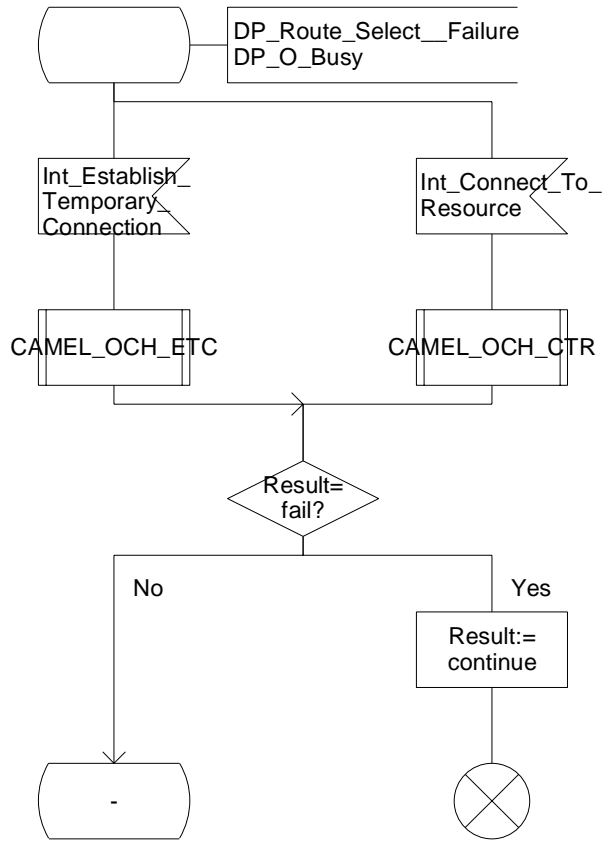 DP_Route_Select__Failure
DP_O_Busy
Int_Establish_
Temporary_
Connection
Int_Connect_To_
Resource
CAMEL_OCH_ETC
CAMEL_OCH_CTR
Result=
fail?
No
Yes
Result:=
continue
-